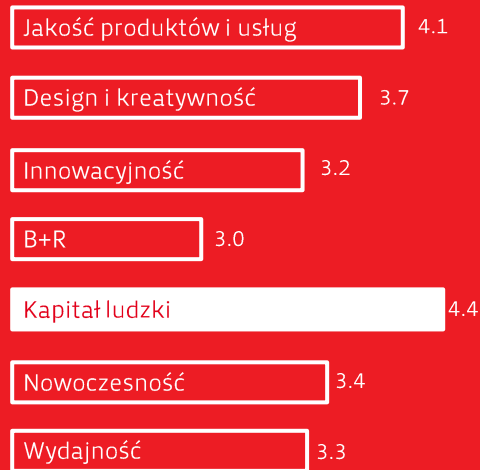 Jakość produktów i usług 4.1
Design i kreatywność 3.7
Innowacyjność 3.2
B+R 3.0
Kapitał ludzki 4.4
Nowoczesność 3.4
Wydajność 3.3